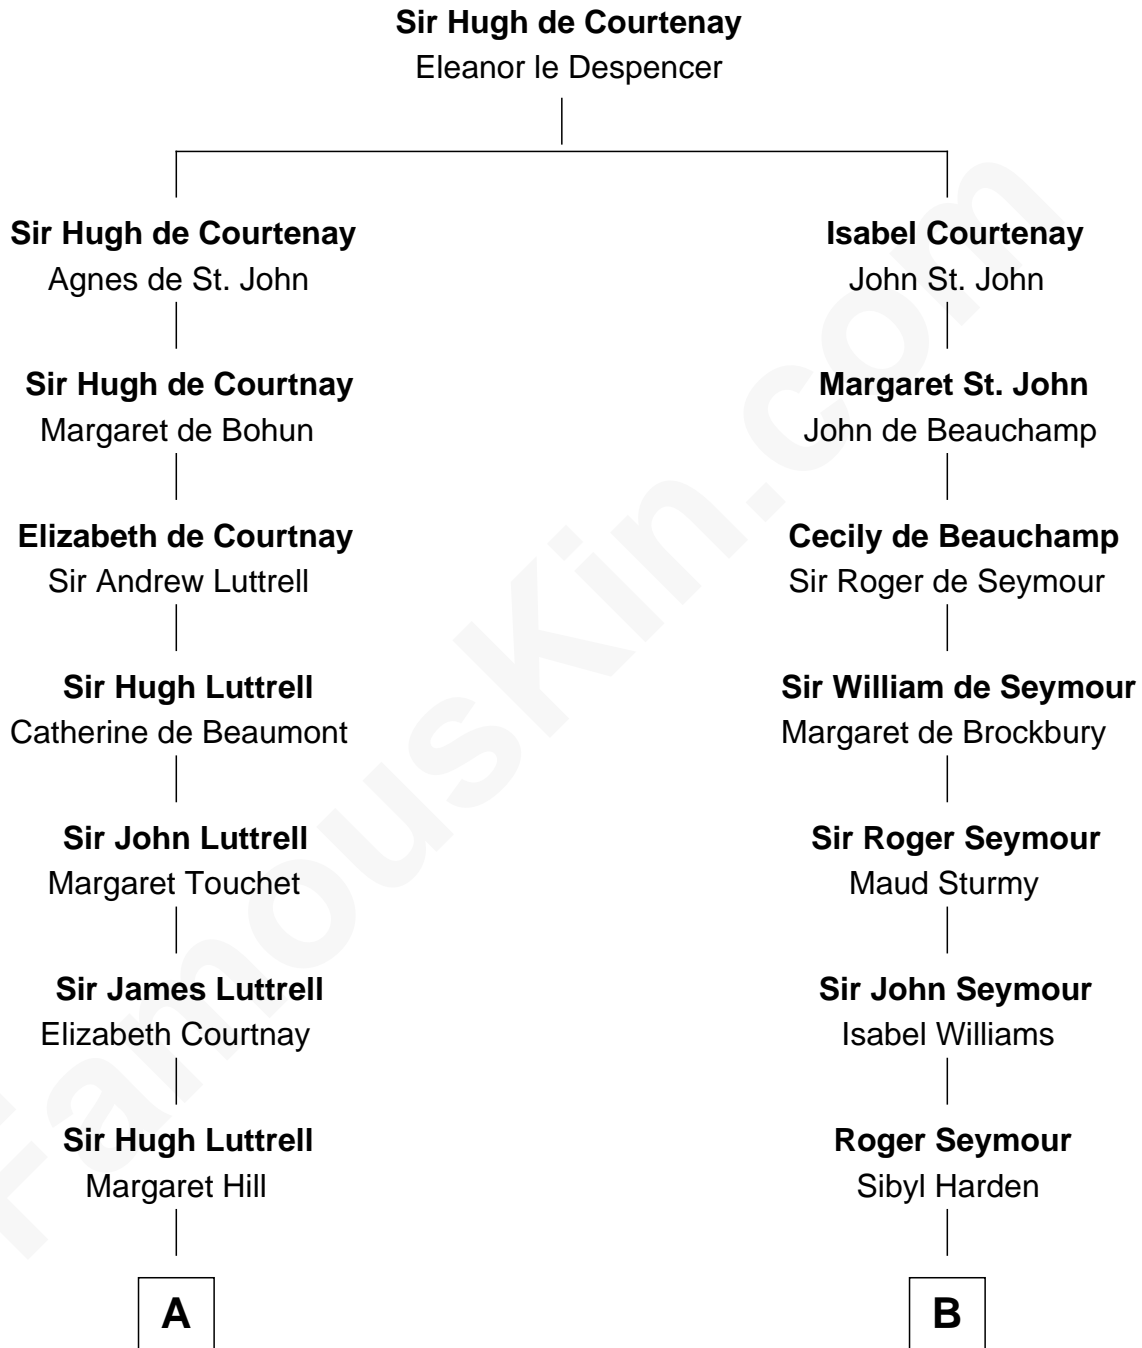 Sir Hugh de Courtenay
Eleanor le Despencer
Sir Hugh de Courtenay
Agnes de St. John
Sir Hugh de Courtnay
Margaret de Bohun
Elizabeth de Courtnay
Sir Andrew Luttrell
Sir Hugh Luttrell
Catherine de Beaumont
Sir John Luttrell
Margaret Touchet
Sir James Luttrell
Elizabeth Courtnay
Sir Hugh Luttrell
Margaret Hill
A
Isabel Courtenay
John St. John
Margaret St. John
John de Beauchamp
Cecily de Beauchamp
Sir Roger de Seymour
Sir William de Seymour
Margaret de Brockbury
Sir Roger Seymour
Maud Sturmy
Sir John Seymour
Isabel Williams
Roger Seymour
Sibyl Harden
B
FamousKin.com